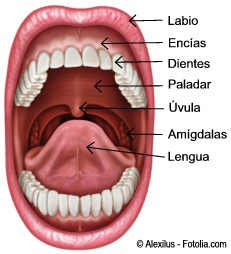 Labio
Encías
Dientes
Paladar
Úvula
Amígdalas
Lengua
© Alexilus - Fotolia.com